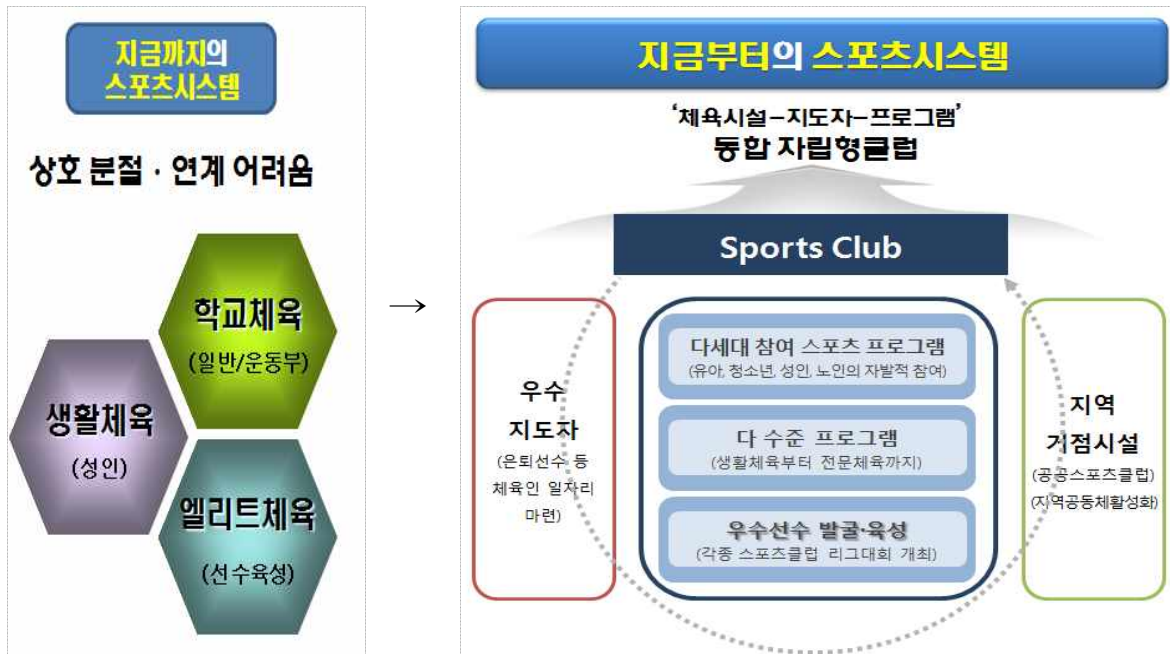 지금까지의
스포츠시스템
상호 분절 · 연계 어려움
학교체육
(일반/운동부)
생활체육
(성인)
엘리트체육
(선수육성)
→
지금부터의 스포츠시스템
‘체육시설–지도자–프로그램’
통합 자립형클럽
Sports Club
우수
지도자
(은퇴선수 등
체육인 일자리
마련)
다세대 참여 스포츠 프로그램
(유아, 청소년, 성인, 노인의 자발적 참여)
다 수준 프로그램
(생활체육부터 전문체육까지)
우수선수 발굴·육성
(각종 스포츠클럽 리그대회 개최)
지역
거점시설
(공공스포츠클럽)
(지역공동체활성화)